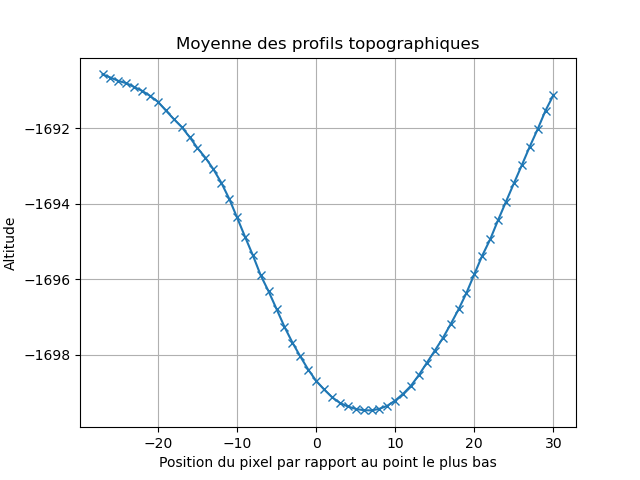 Moyenne des profils topographiques
Altitude
−1692
−1694
−1696
−1698
−20 −10 0 10 20 30
Position du pixel par rapport au point le plus bas